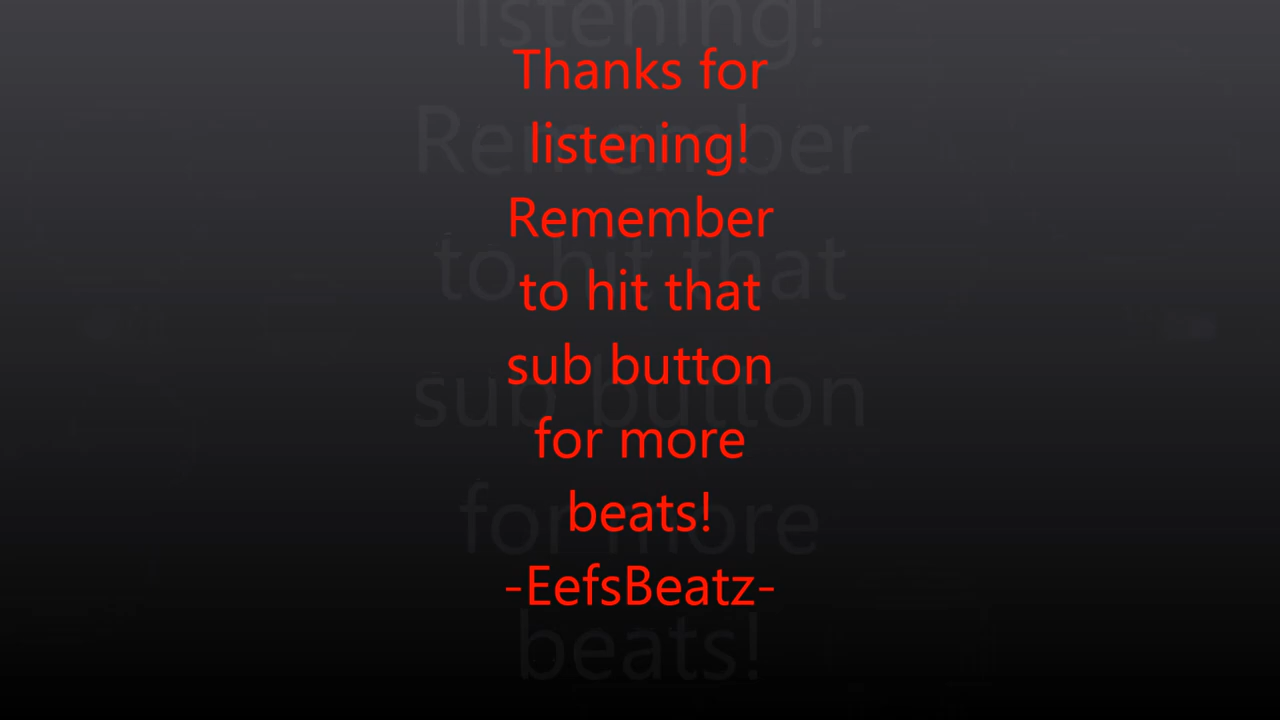 Thanks for
listening!
Remember
to hit that
sub button
for more
beats!
-EefsBeatz-